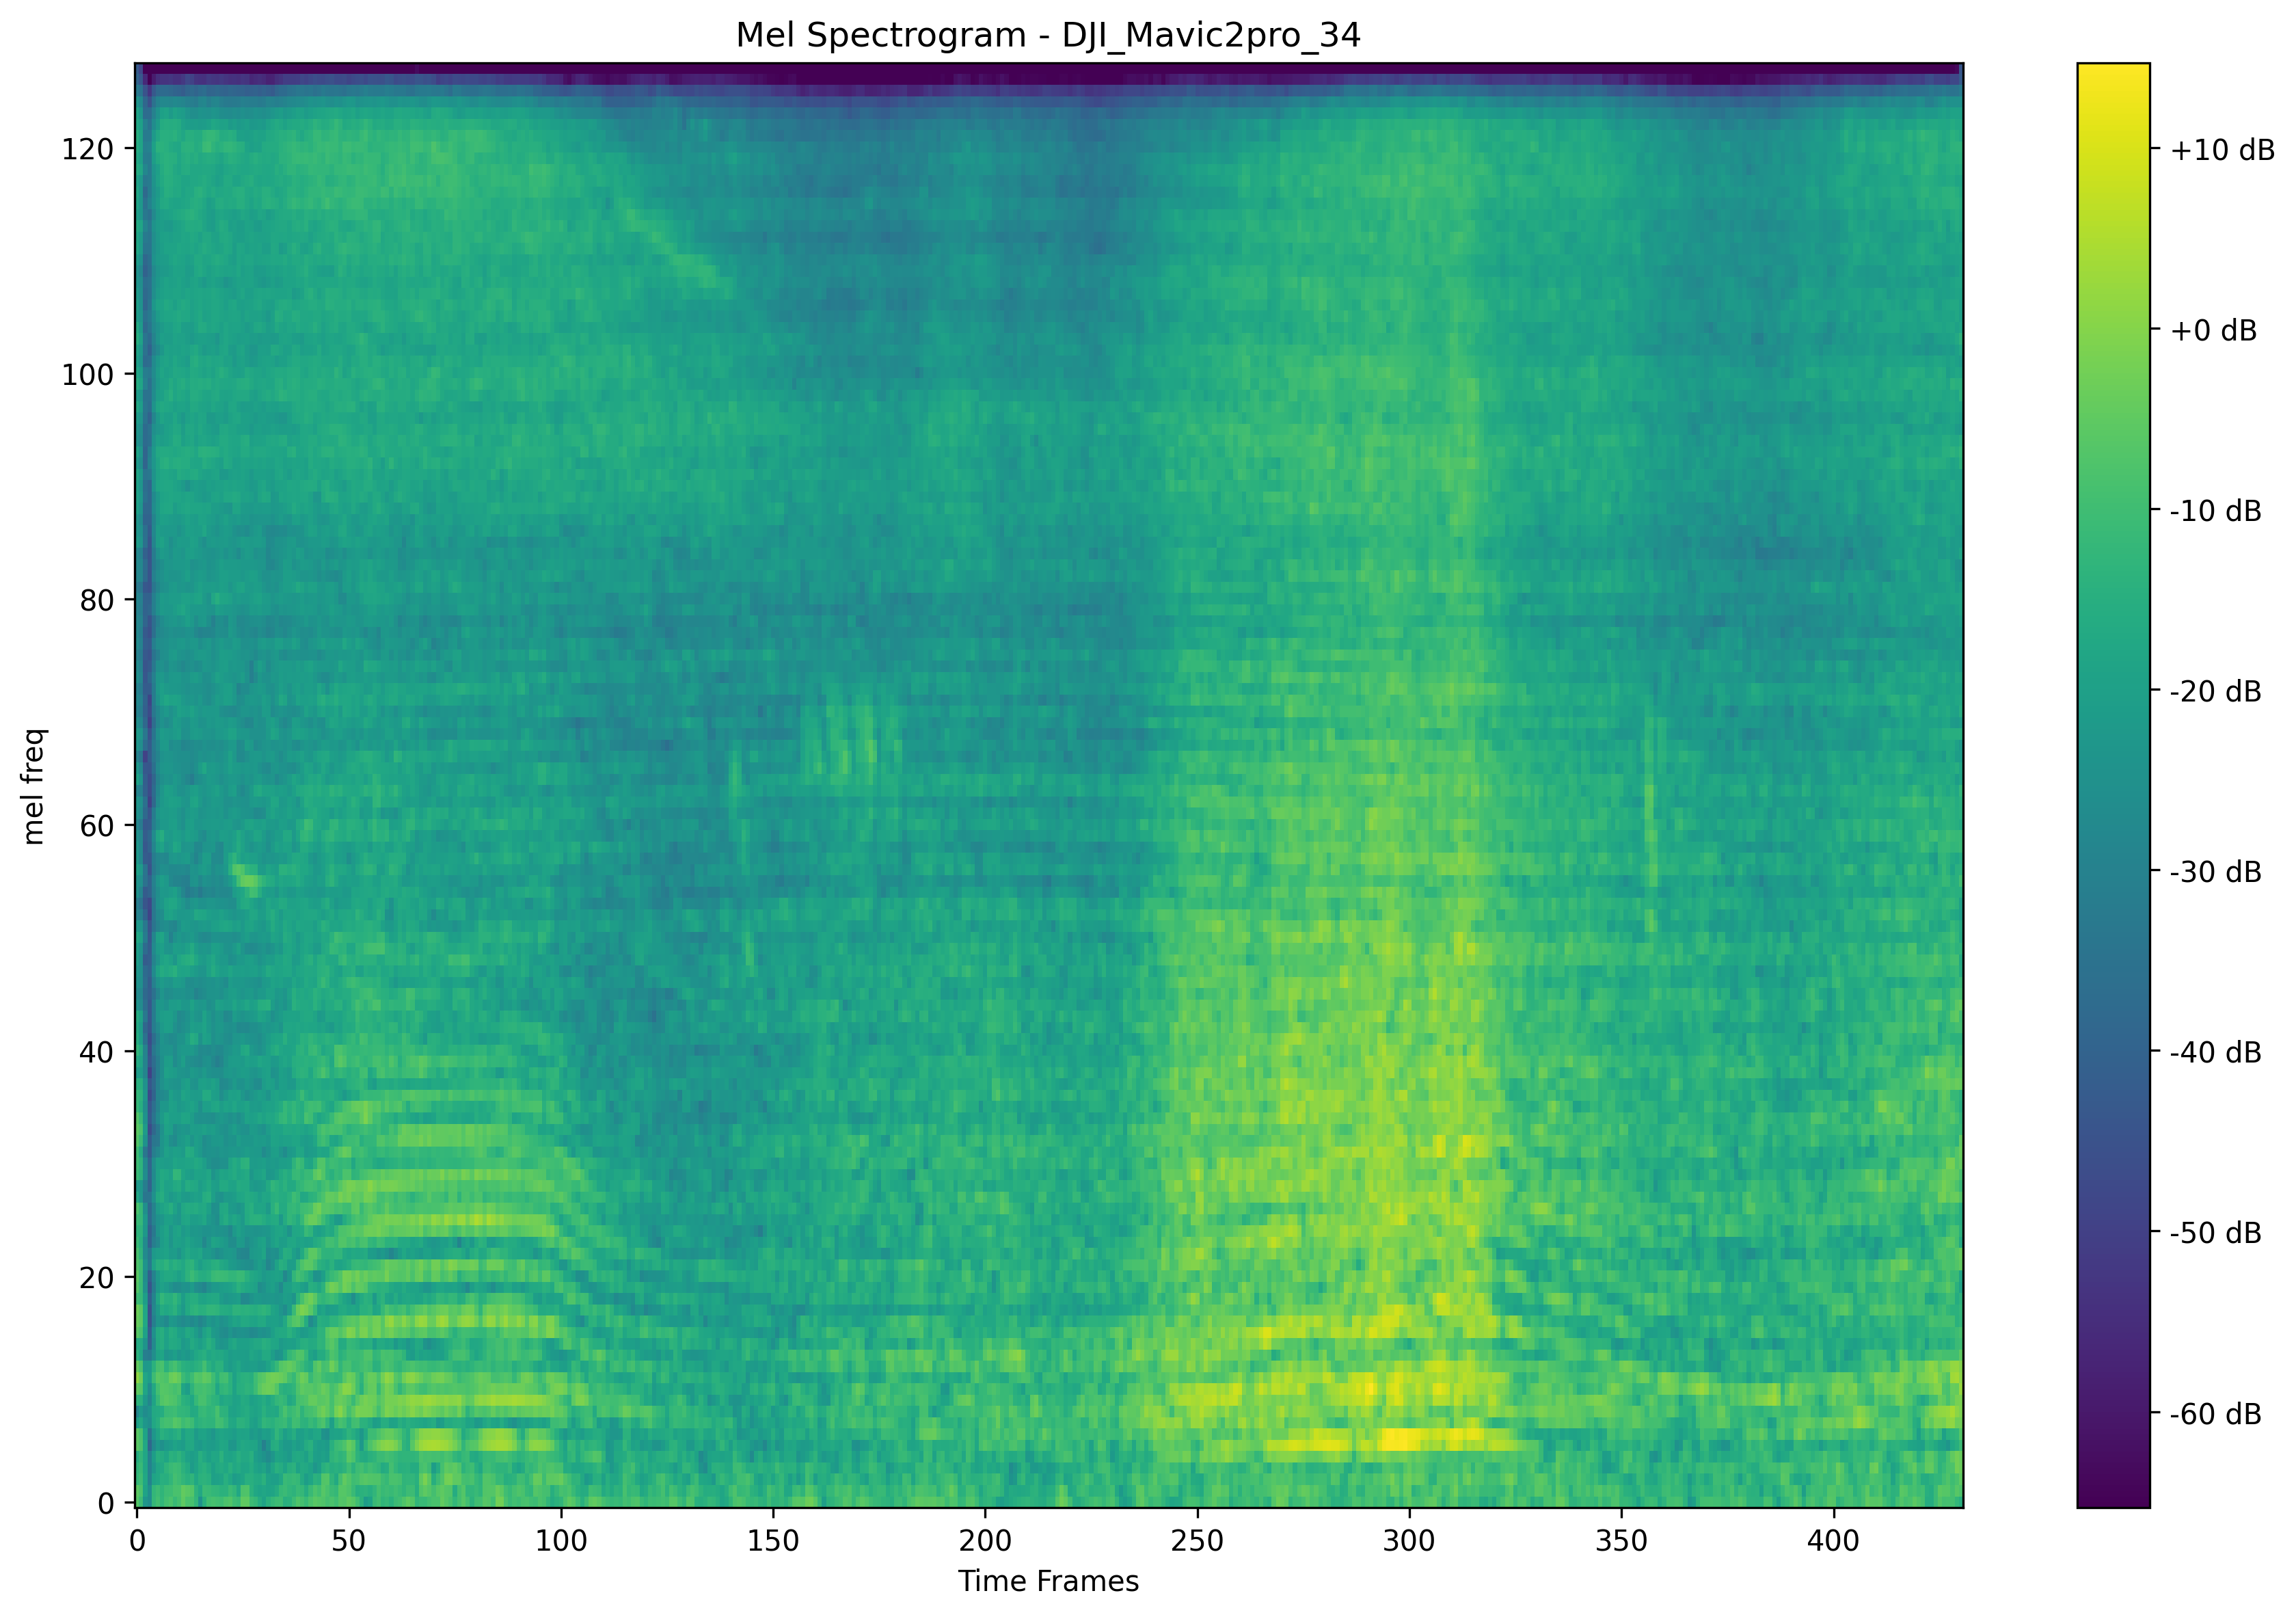 Mel Spectrogram - DJI_Mavic2pro_34
mel freq
120
100
80
60
40
20
0
0 50 100 150 200 250 300 350 400
Time Frames
+10 dB
+0 dB
-10 dB
-20 dB
-30 dB
-40 dB
-50 dB
-60 dB